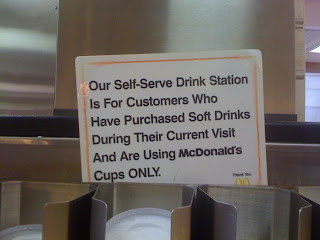 Our Self-Serve Drink Station
Is For Customers Who
Have Purchased Soft Drinks
During Their Current Visit
And Are Using McDonald's
Cups ONLY.
Thank You